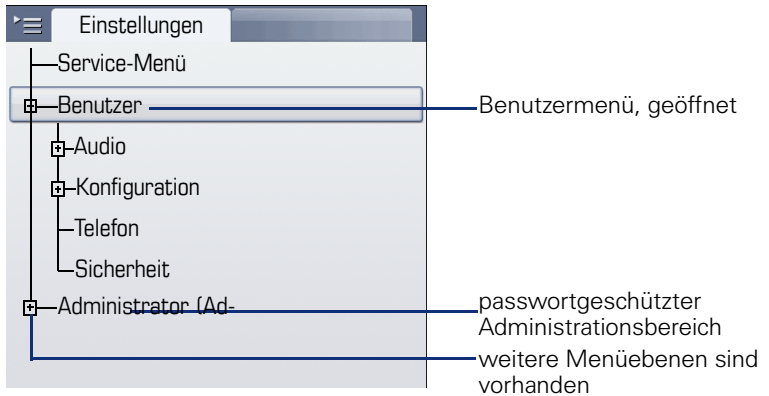 Einstellungen
Service-Menü
Benutzer
Benutzermenü, geöffnet
Audio
Konfiguration
Telefon
Sicherheit
Administrator (Ad-
passwortgeschützter
Administrationsbereich
weitere Menüebenen sind
vorhanden